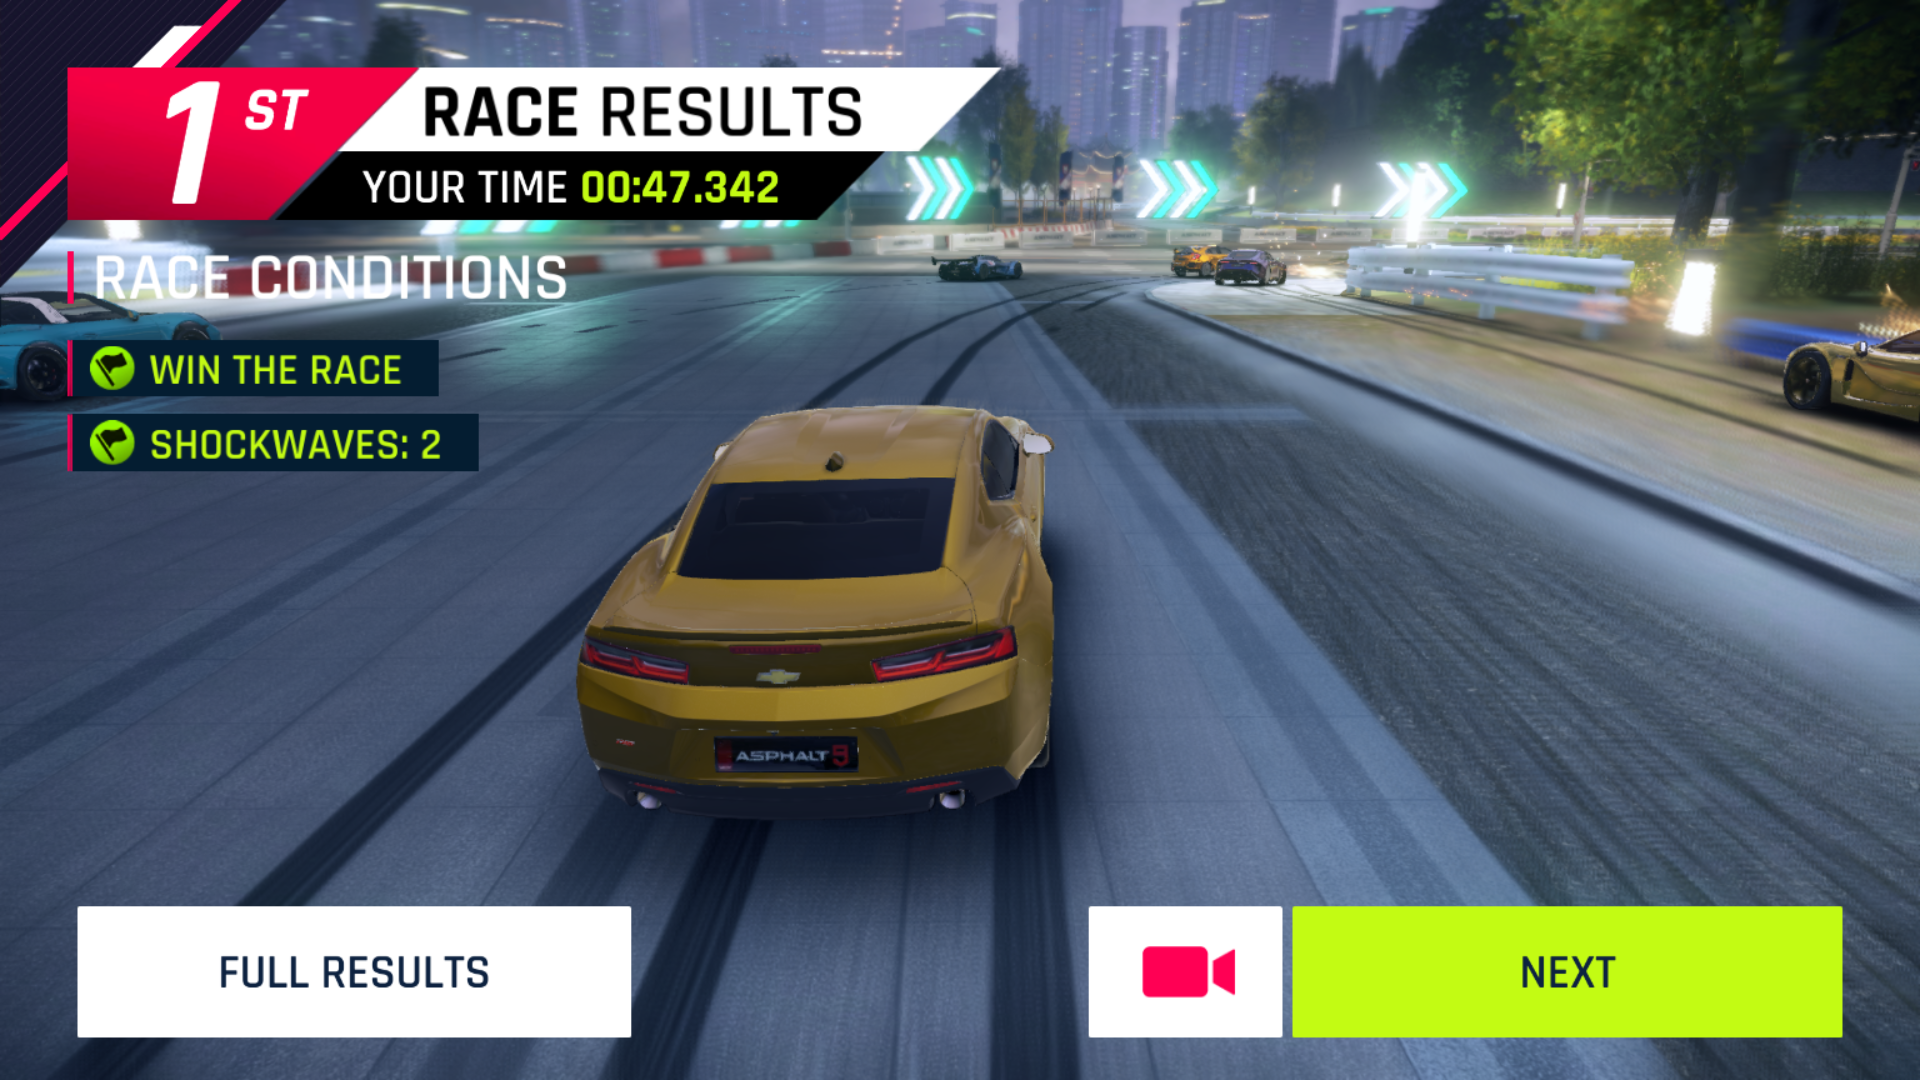 1ST
RACE RESULTS
YOUR TIME 00:47.342
RACE CONDITIONS
WIN THE RACE
SHOCKWAVES: 2
ASPHALT 9
FULL RESULTS
NEXT